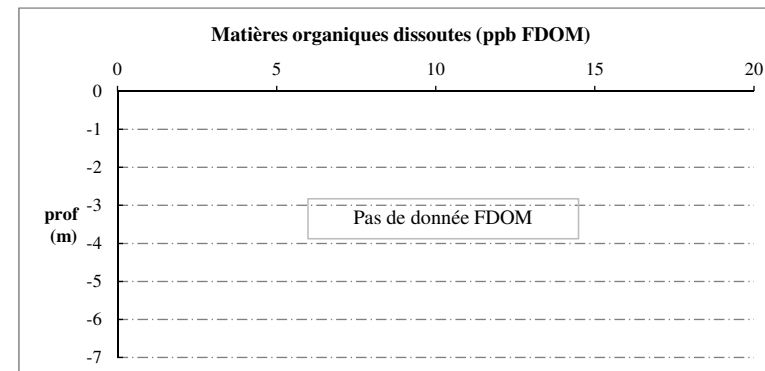 Matières organiques dissoutes (ppb FDOM)
0 5 10 15 20
0
-1
-2
prof
(m)
-3
Pas de donnée FDOM
-4
-5
-6
-7